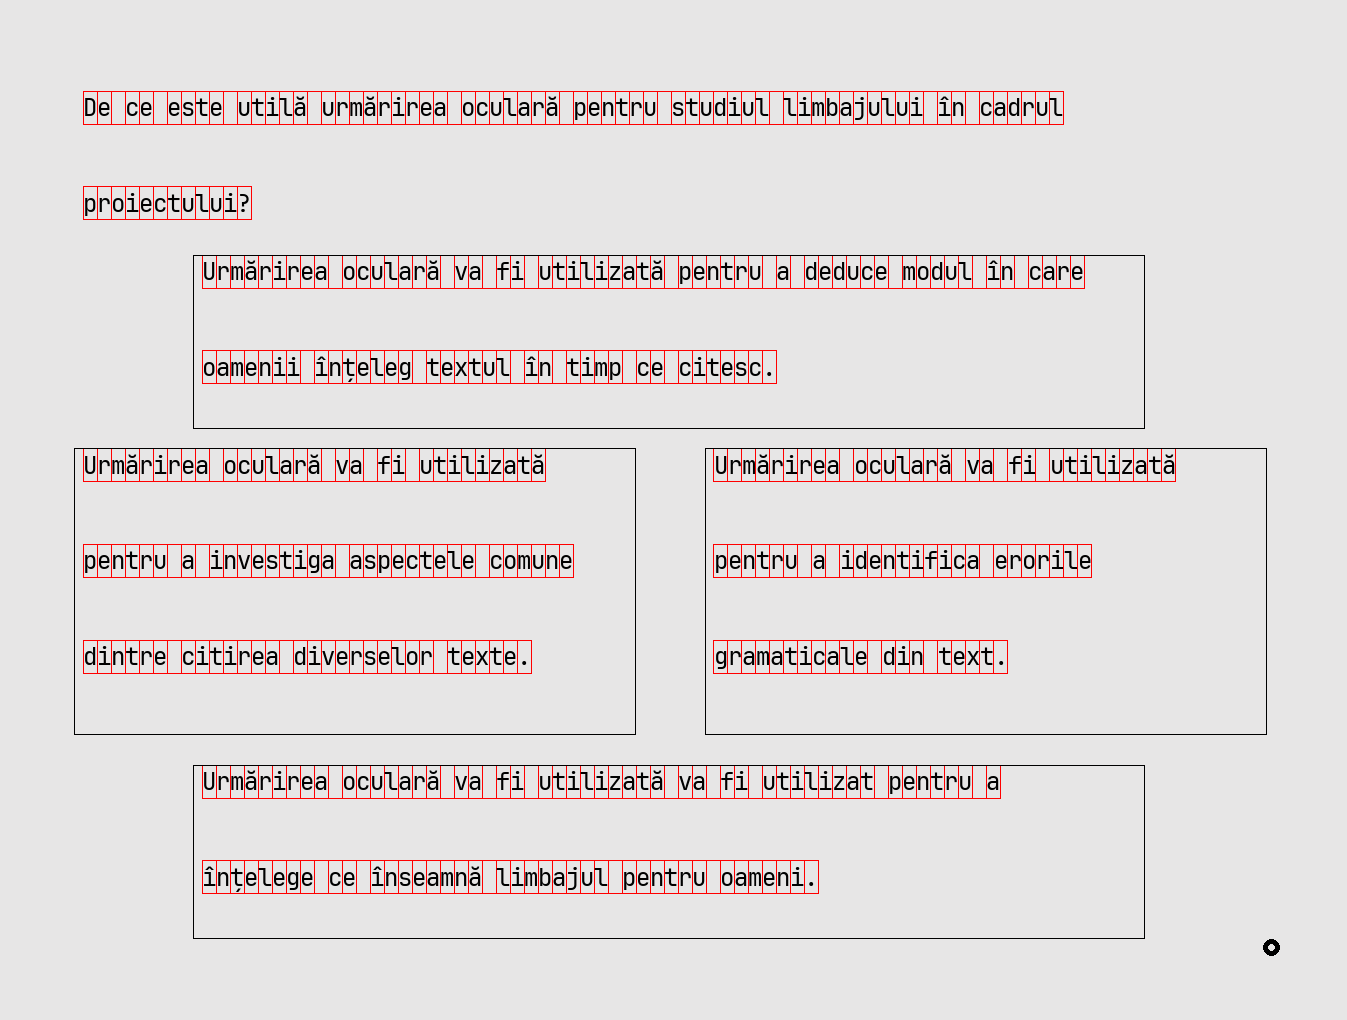 De ce este utilă urmărirea oculară pentru studiul limbajului în cadrul
proiectului?
Urmărirea oculară va fi utilizată pentru a deduce modul în care
oamenii înțeleg textul în timp ce citesc.
Urmărirea oculară va fi utilizată
pentru a investiga aspectele comune
dintre citirea diverselor texte.
Urmărirea oculară va fi utilizată
pentru a identifica erorile
gramaticale din text.
Urmărirea oculară va fi utilizată va fi utilizat pentru a
înțelege ce înseamnă limbajul pentru oameni.